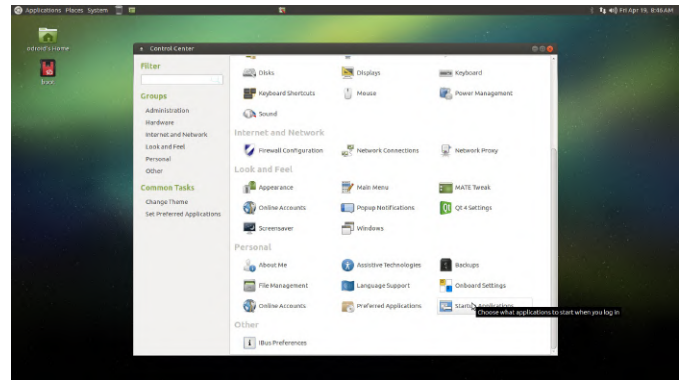 Applications Places System
Fri Apr 15, 8:46 AM
odroid's Home
boot
Control Center
Filter
Groups
Administration
Hardware
Internet and Network
Look and Feel
Personal
Other
Common Tasks
Change Theme
Set Preferred Applications
Disks Displays Keyboard
Keyboard Shortcuts Mouse Power Management
Sound
Internet and Network
Firewall Configuration Network Connections Network Proxy
Look and Feel
Appearance Main Menu MATE Tweak
Online Accounts Popup Notifications Qt 4 Settings
Screensaver Windows
Personal
About Me Assistive Technologies Backups
File Management Language Support Onboard Settings
Online Accounts Preferred Applications Startup Applications
Choose what applications to start when you log in
Other
IBus Preferences